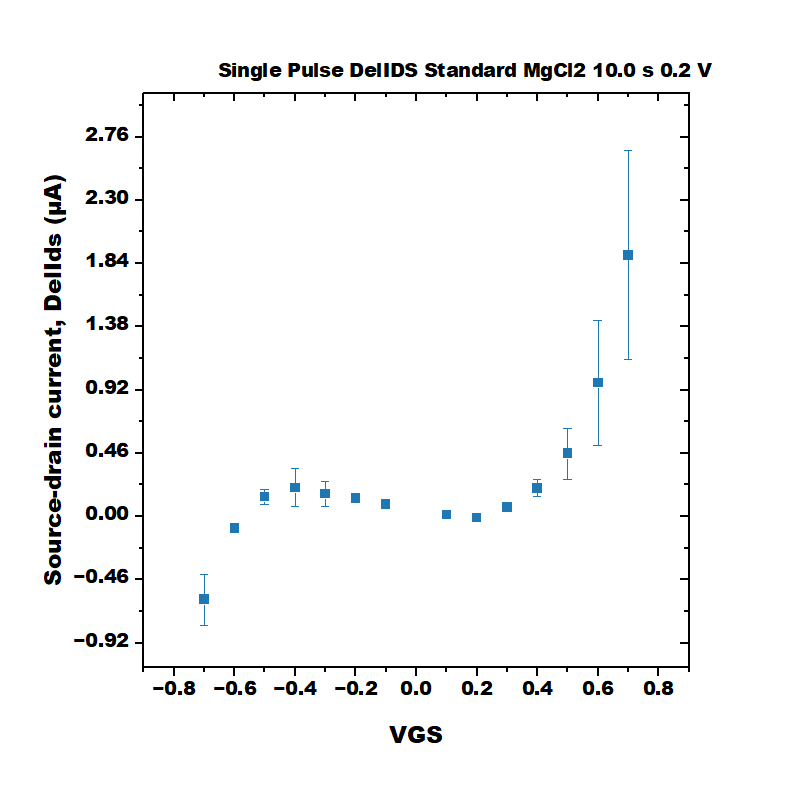 Single Pulse DelIDS Standard MgCl2 10.0 s 0.2 V
Source-drain current, DelIds (µA)
2.76
2.30
1.84
1.38
0.92
0.46
0.00
−0.46
−0.92
−0.8 −0.6 −0.4 −0.2 0.0 0.2 0.4 0.6 0.8
VGS